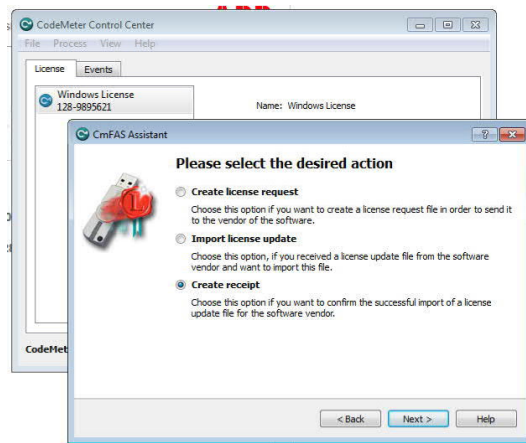 CodeMeter Control Center
File Process View Help
License Events
Windows License
128-9895621
Name: Windows License
CmFAS Assistant
Please select the desired action
Create license request
Choose this option if you want to create a license request file in order to send it
to the vendor of the software.
Import license update
Choose this option, if you received a license update file from the software
vendor and want to import this file.
Create receipt
Choose this option if you want to confirm the successful import of a license
update file for the software vendor.
CodeMet
< Back Next > Help